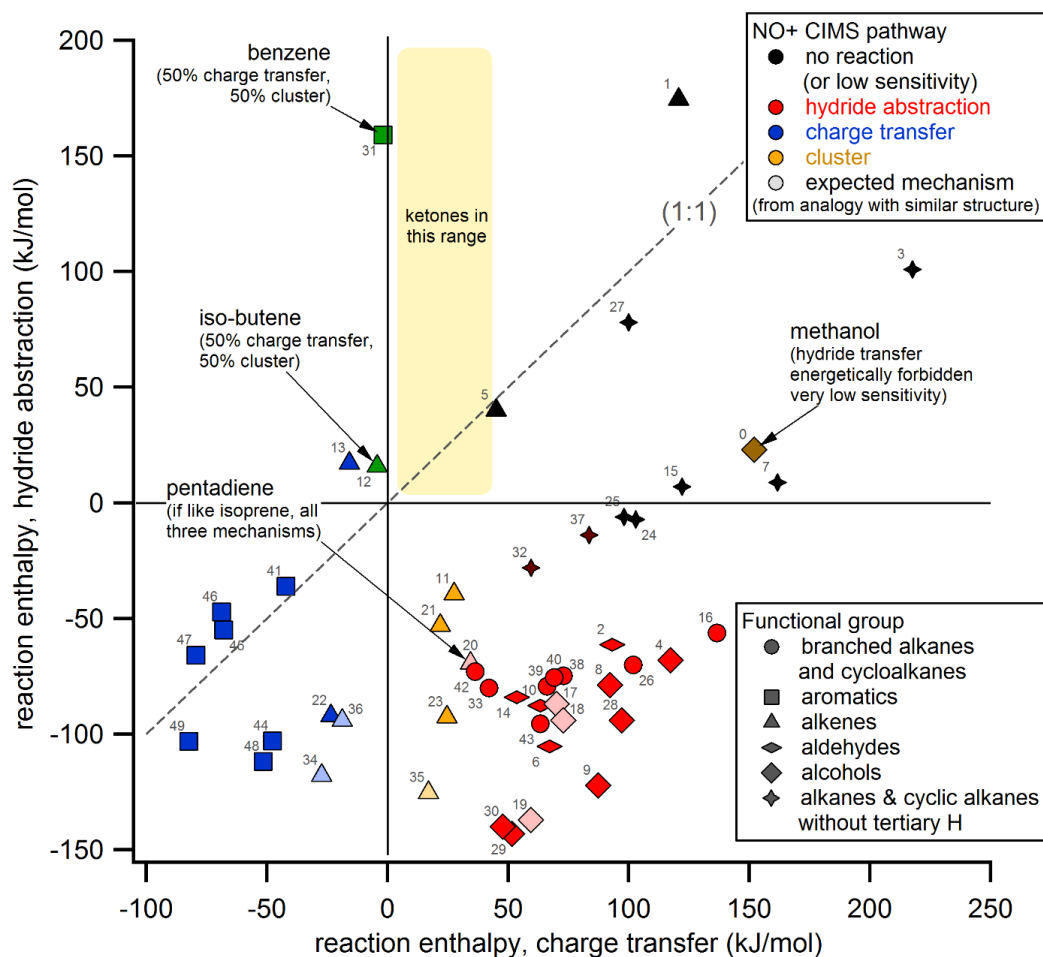 200
150
100
50
0
-50
-100
-150
reaction enthalpy, hydride abstraction (kJ/mol)
-100
-50
0
50
100
150
200
250
reaction enthalpy, charge transfer (kJ/mol)
benzene
(50% charge transfer,
50% cluster)
31
ketones in
this range
1
(1:1)
NO+ CIMS pathway
no reaction
(or low sensitivity)
hydride abstraction
charge transfer
cluster
expected mechanism
(from analogy with similar structure)
3
27
iso-butene
(50% charge transfer,
50% cluster)
methanol
(hydride transfer
energetically forbidden
very low sensitivity)
5
0
13
12
7
15
pentadiene
(if like isoprene, all
three mechanisms)
25
24
37
32
41
11
46
45
21
16
47
20
2
4
40
39
38
8
26
42
33
10
17
14
18
28
22
36
23
43
49
44
6
48
34
35
9
30
19
29
Functional group
branched alkanes
and cycloalkanes
aromatics
alkenes
aldehydes
alcohols
alkanes & cyclic alkanes
without tertiary H